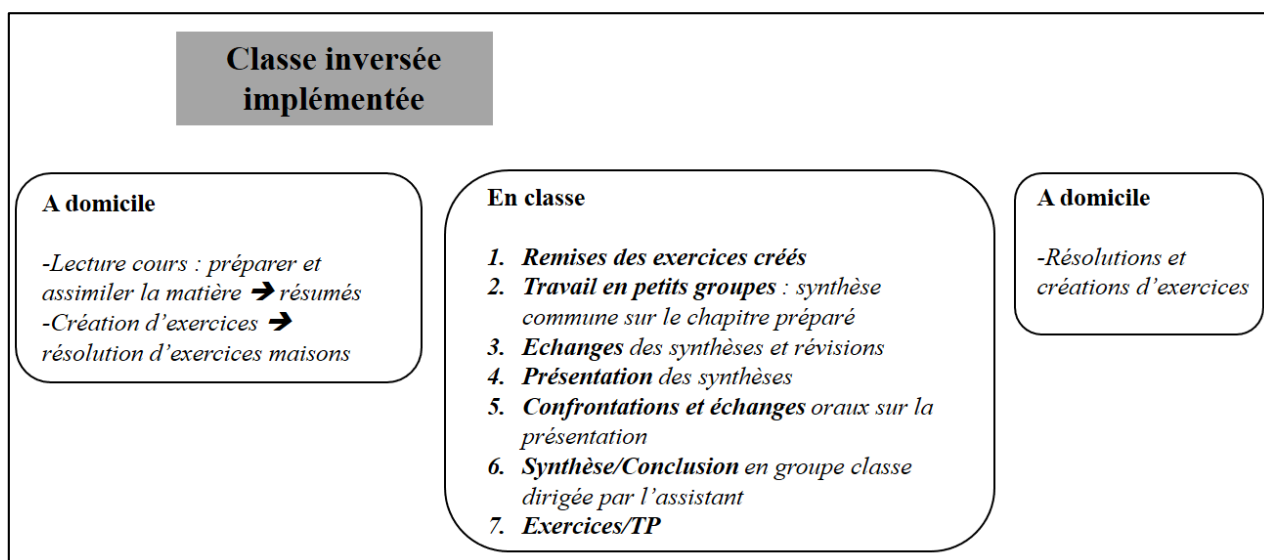 Classe inversée
implémentée
A domicile
-Lecture cours : préparer et
assimiler la matière ➔ résumés
-Création d'exercices ➔
résolution d'exercices maisons
En classe
1. Remises des exercices créés
2. Travail en petits groupes : synthèse
commune sur le chapitre préparé
3. Echanges des synthèses et révisions
4. Présentation des synthèses
5. Confrontations et échanges oraux sur la
présentation
6. Synthèse/Conclusion en groupe classe
dirigée par l'assistant
7. Exercices/TP
A domicile
-Résolutions et
créations d'exercices